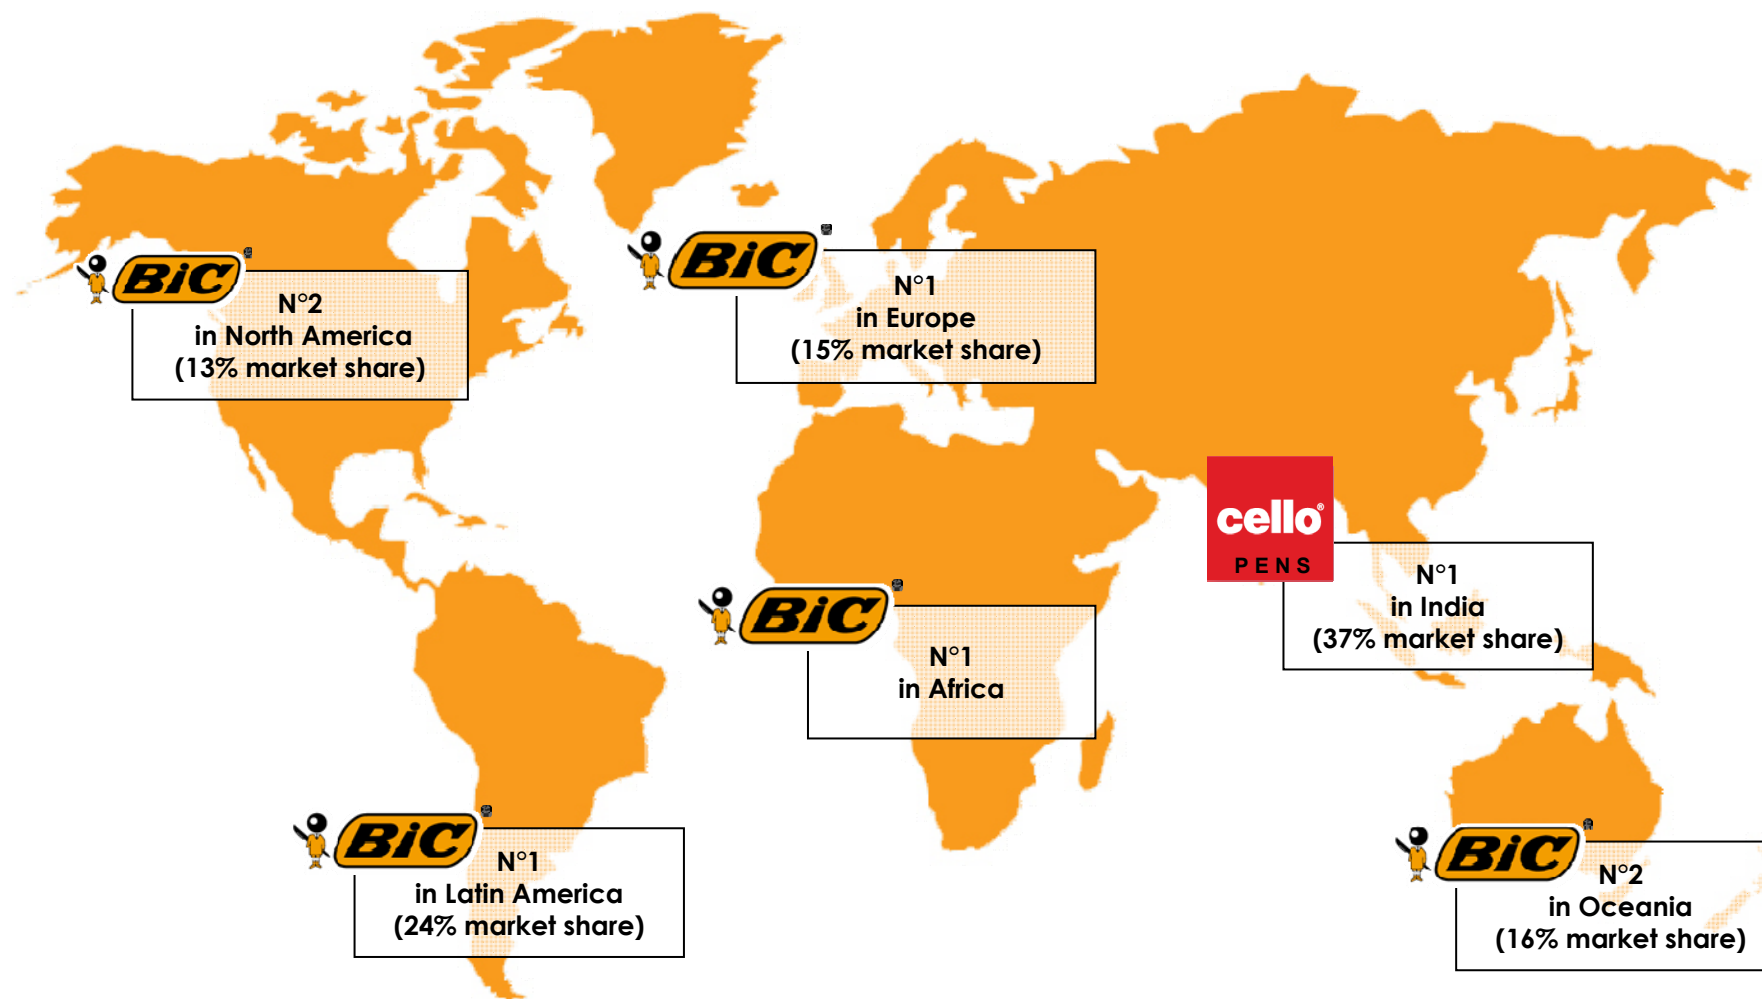 BiC
N°2
in North America
(13% market share)
BiC
N°1
in Europe
(15% market share)
cello®
PENS
N°1
in India
(37% market share)
BiC
N°1
in Africa
BiC
N°1
in Latin America
(24% market share)
BiC
N°2
in Oceania
(16% market share)